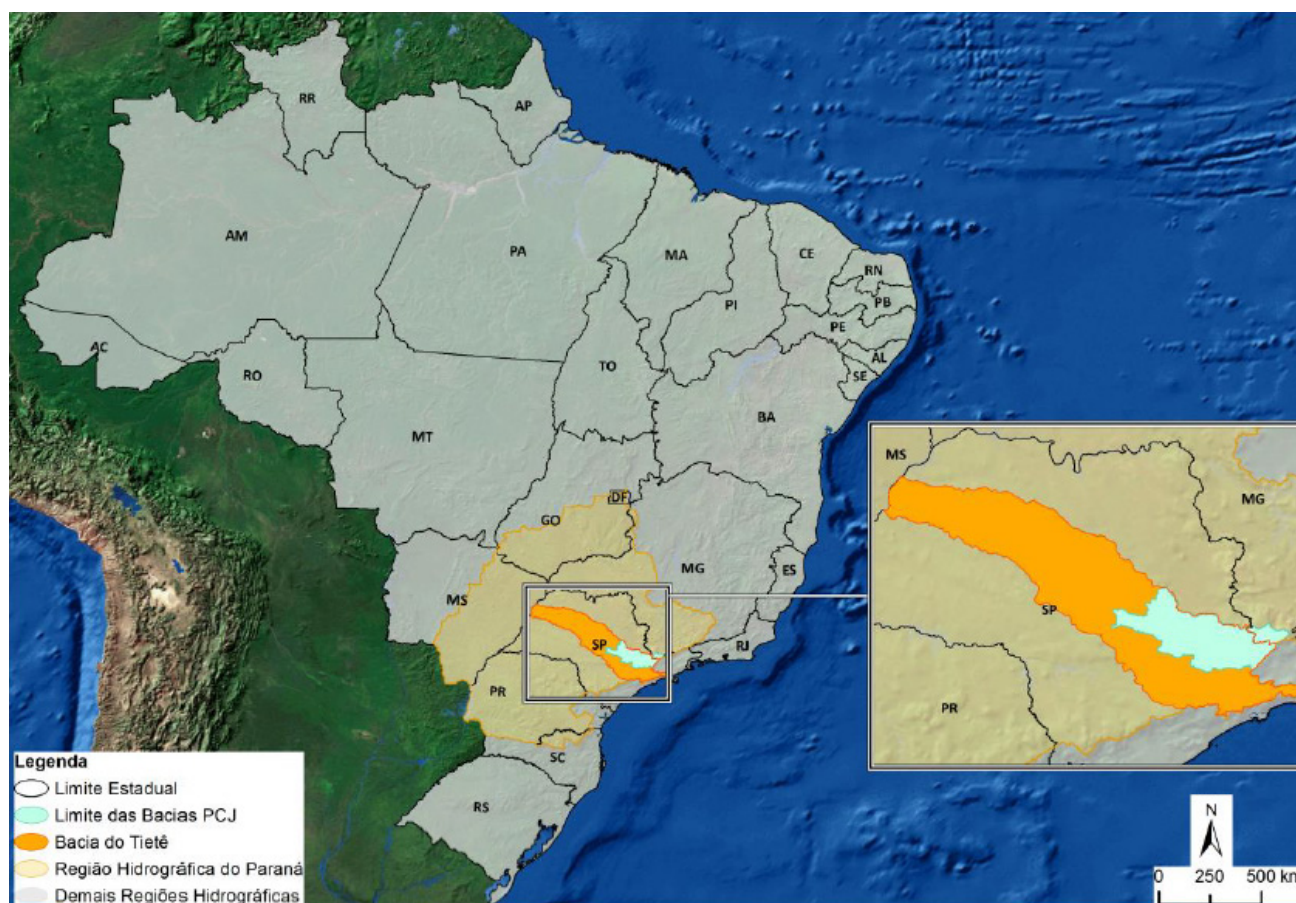 RR
AP
AM
PA
MA
CE
RN
PB
PI
PE
AL
SE
AC
TO
RO
BA
MT
DF
GO
MG
ES
MS
SP
RJ
PR
SC
RS
MS
MG
SP
PR
Legenda
Limite Estadual
Limite das Bacias PCJ
Bacia do Tietê
Região Hidrográfica do Paraná
Demais Regiões Hidrográficas
N
0 250 500 km